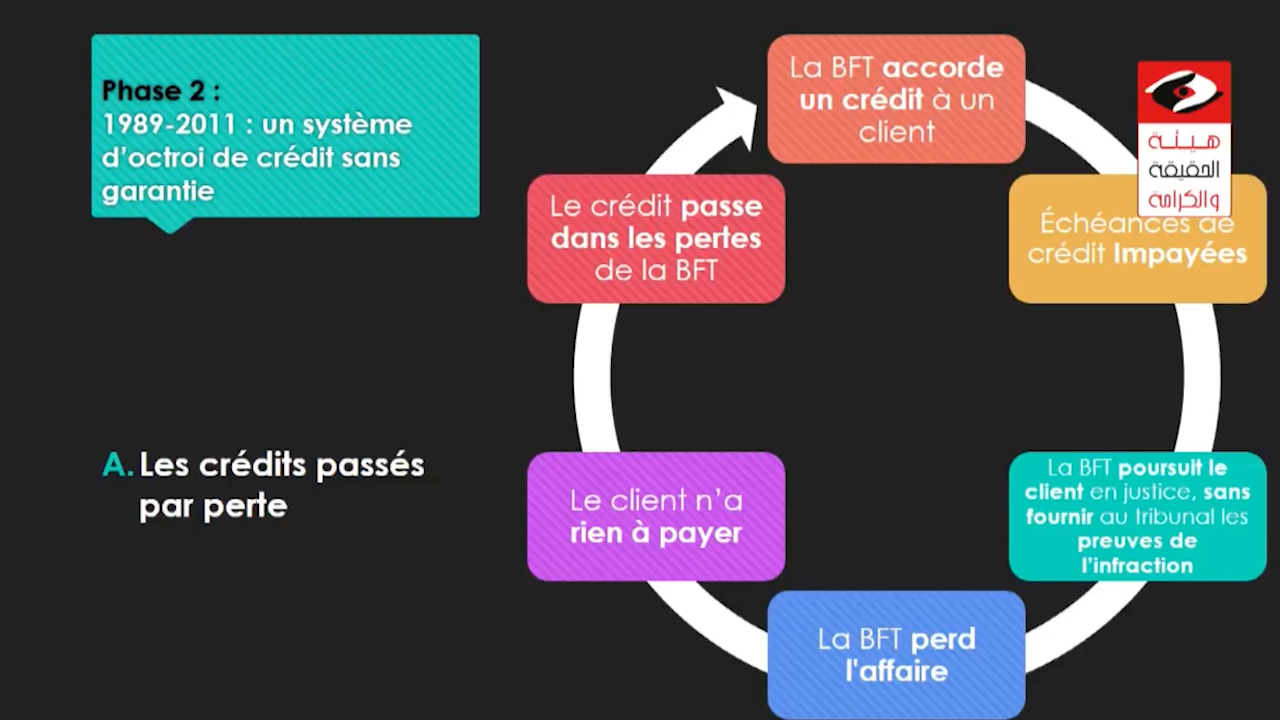 Phase 2 :
1989-2011 : un système
d’octroi de crédit sans
garantie
A. Les crédits passés
par perte
La BFT accorde
un crédit à un
client
Échéances de
crédit Impayées
La BFT poursuit le
client en justice, sans
fournir au tribunal les
preuves de
l’infraction
La BFT perd
l'affaire
Le client n’a
rien à payer
Le crédit passe
dans les pertes
de la BFT
هيئة
الحقيقة
والكرامة